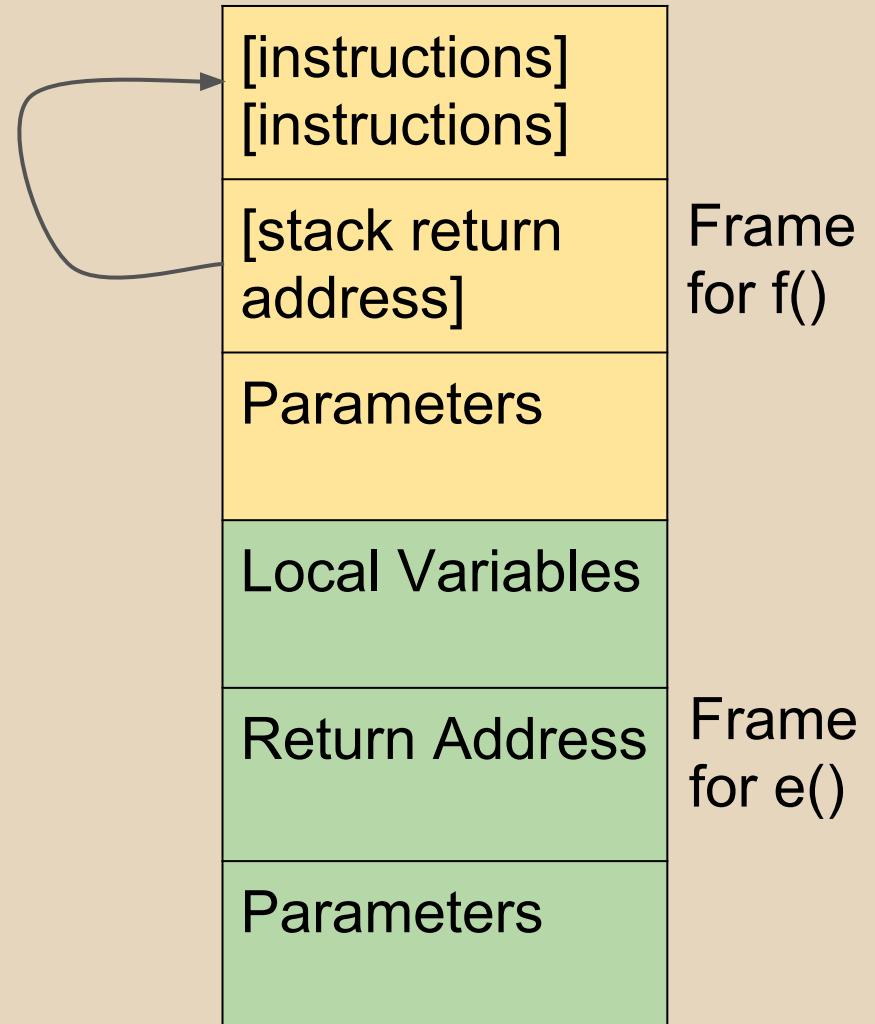 [instructions]
[instructions]
[stack return
address]
Frame
for f()
Parameters
Local Variables
Return Address
Frame
for e()
Parameters